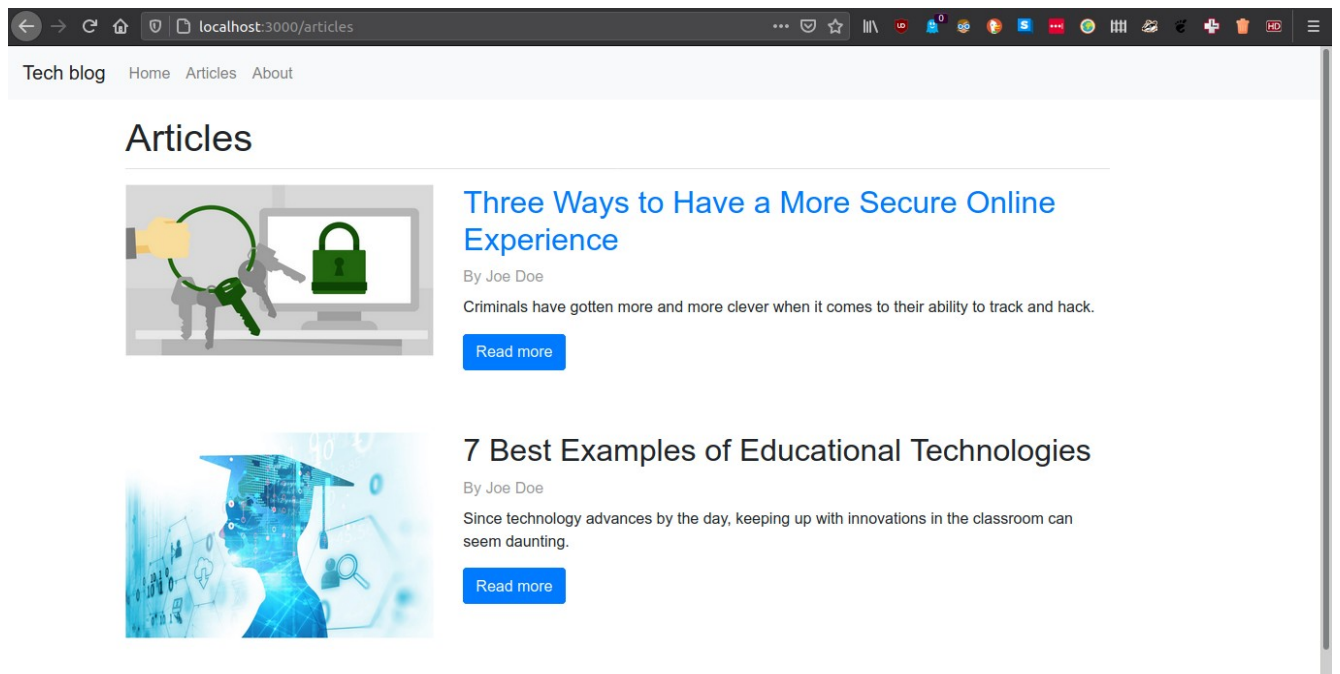 localhost:3000/articles
Tech blog Home Articles About
Articles
Three Ways to Have a More Secure Online
Experience
By Joe Doe
Criminals have gotten more and more clever when it comes to their ability to track and hack.
Read more
7 Best Examples of Educational Technologies
By Joe Doe
Since technology advances by the day, keeping up with innovations in the classroom can
seem daunting.
Read more